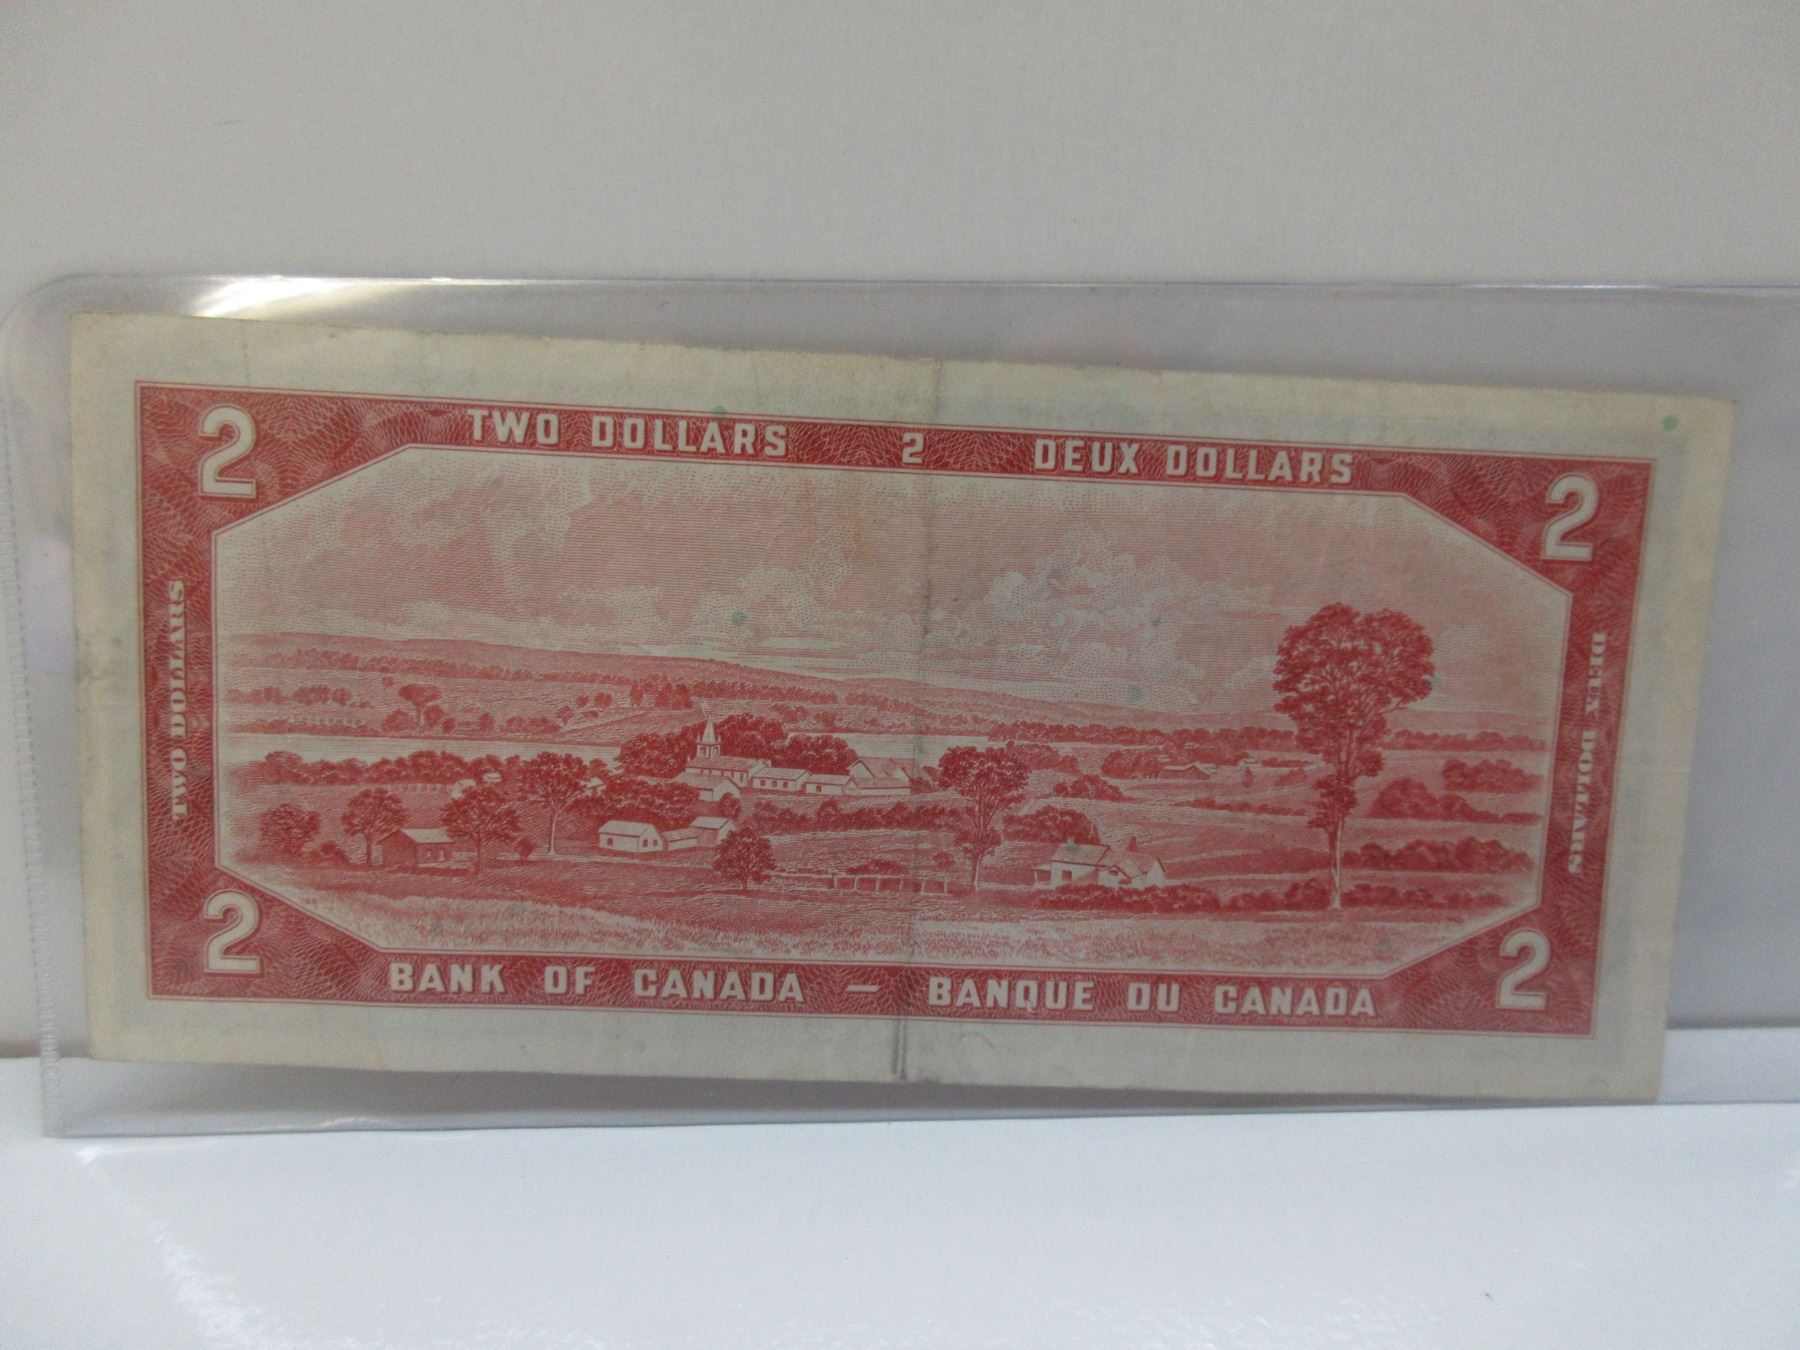 2 TWO DOLLARS 2 DEUX DOLLARS 2
TWO DOLLARS
DEUX DOLLARS
2 BANK OF CANADA — BANQUE DU CANADA 2